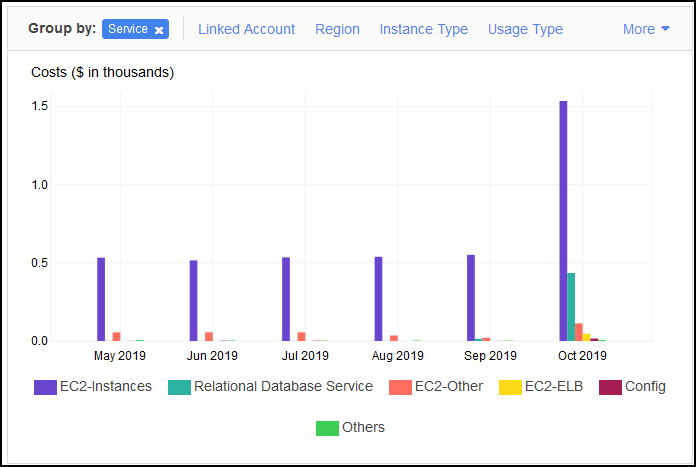 Group by: Service × Linked Account Region Instance Type Usage Type More
Costs ($ in thousands)
1.5
1.0
0.5
0.0
May 2019 Jun 2019 Jul 2019 Aug 2019 Sep 2019 Oct 2019
EC2-Instances Relational Database Service EC2-Other EC2-ELB Config
Others